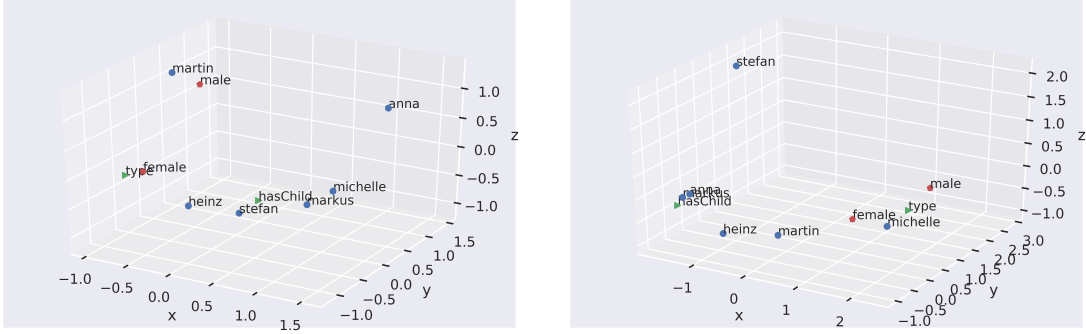 martin
male
anna
type
female
heinz
stefan
hasChild
michelle
markus
1.0
0.5
0.0
−0.5
−1.0
z
−1.0
−0.5
0.0
0.5
1.0
1.5
x
−1.0
−0.5
0.0
0.5
1.0
1.5
y
stefan
anna
markus
hasChild
heinz
martin
female
male
type
michelle
2.0
1.5
1.0
0.5
0.0
−0.5
−1.0
z
−1
0
1
2
x
−1.0
−0.5
0.0
0.5
1.0
1.5
2.0
2.5
3.0
y